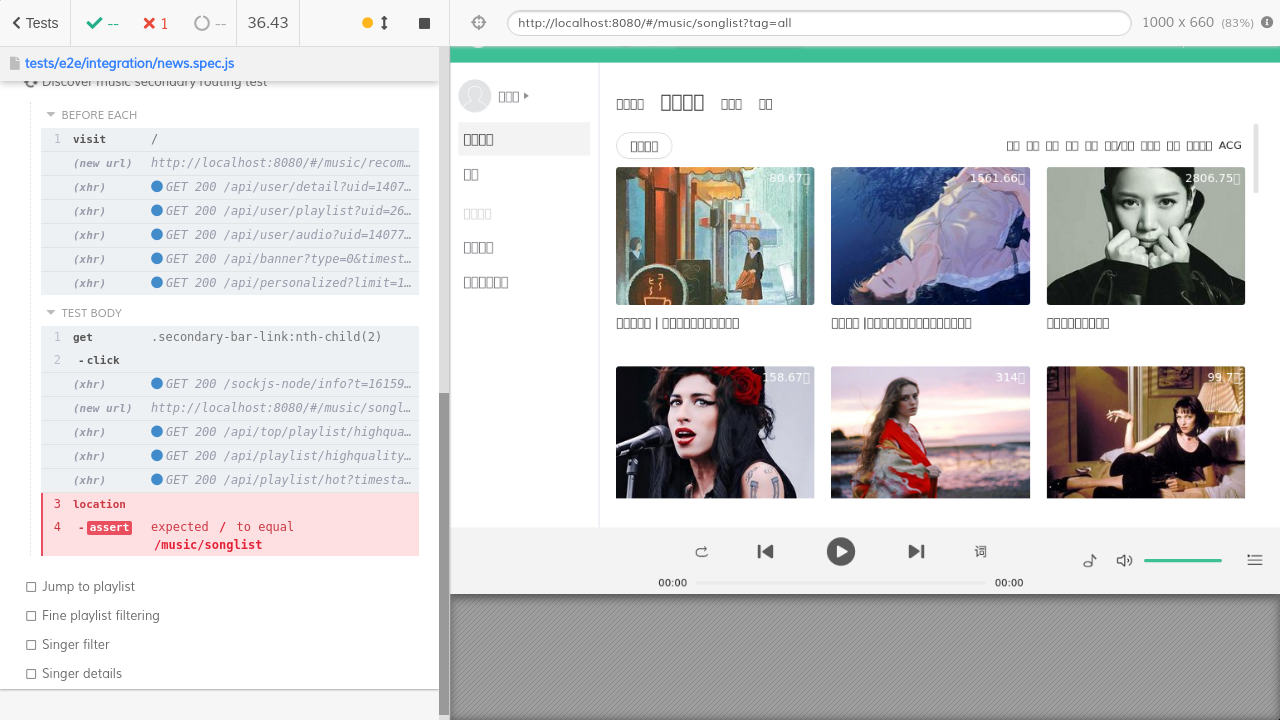 Tests
--
1
--
36.43
http://localhost:8080/#/music/songlist?tag=all
1000 x 660 (83%)
tests/e2e/integration/news.spec.js
Discover music secondary routing test
BEFORE EACH
1 visit /
(new url) http://localhost:8080/#/music/recom…
(xhr) GET 200 /api/user/detail?uid=1407…
(xhr) GET 200 /api/user/playlist?uid=26…
(xhr) GET 200 /api/user/audio?uid=14077…
(xhr) GET 200 /api/banner?type=0&timest…
(xhr) GET 200 /api/personalized?limit=1…
TEST BODY
1 get .secondary-bar-link:nth-child(2)
2 -click
(xhr) GET 200 /sockjs-node/info?t=16159…
(new url) http://localhost:8080/#/music/songl…
(xhr) GET 200 /api/top/playlist/highqua…
(xhr) GET 200 /api/playlist/highquality…
(xhr) GET 200 /api/playlist/hot?timesta…
3 location
4 -assert expected / to equal
/music/songlist
Jump to playlist
Fine playlist filtering
Singer filter
Singer details
ACG
80.67
1561.66
2806.75
158.67
314
99.7
词
00:00
00:00